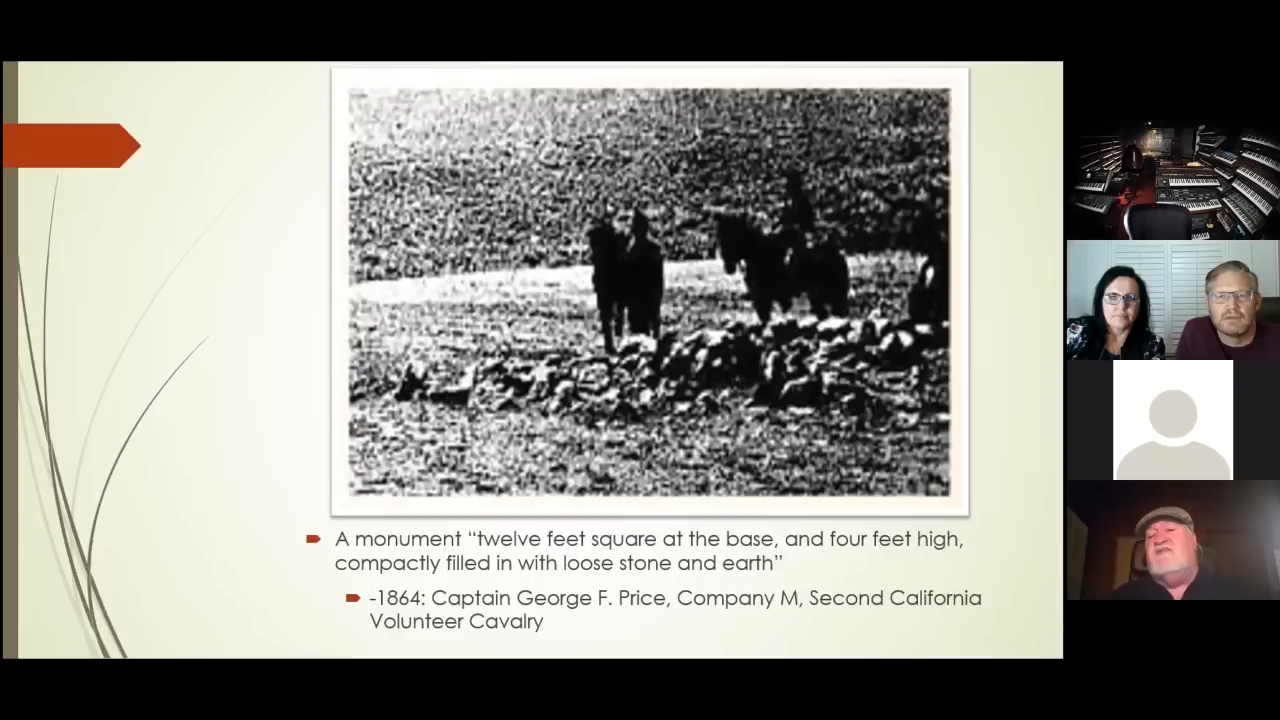 A monument “twelve feet square at the base, and four feet high,
compactly filled in with loose stone and earth”
-1864: Captain George F. Price, Company M, Second California
Volunteer Cavalry